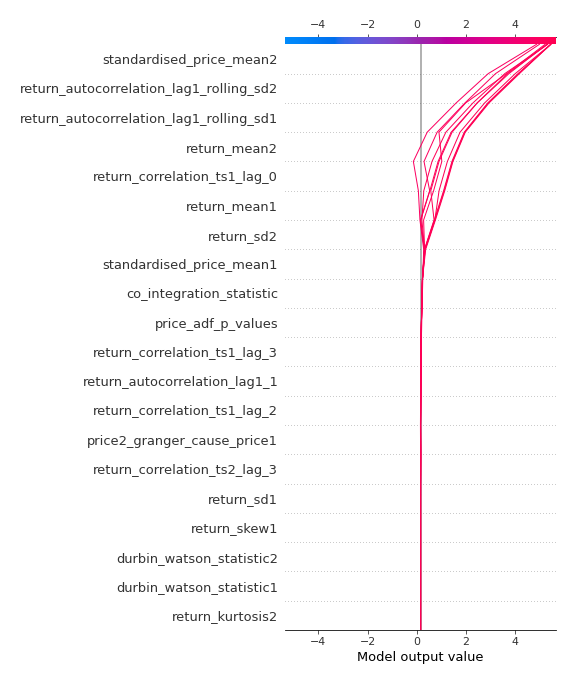 −4 −2 0 2 4
standardised_price_mean2
return_autocorrelation_lag1_rolling_sd2
return_autocorrelation_lag1_rolling_sd1
return_mean2
return_correlation_ts1_lag_0
return_mean1
return_sd2
standardised_price_mean1
co_integration_statistic
price_adf_p_values
return_correlation_ts1_lag_3
return_autocorrelation_lag1_1
return_correlation_ts1_lag_2
price2_granger_cause_price1
return_correlation_ts2_lag_3
return_sd1
return_skew1
durbin_watson_statistic2
durbin_watson_statistic1
return_kurtosis2
−4 −2 0 2 4
Model output value